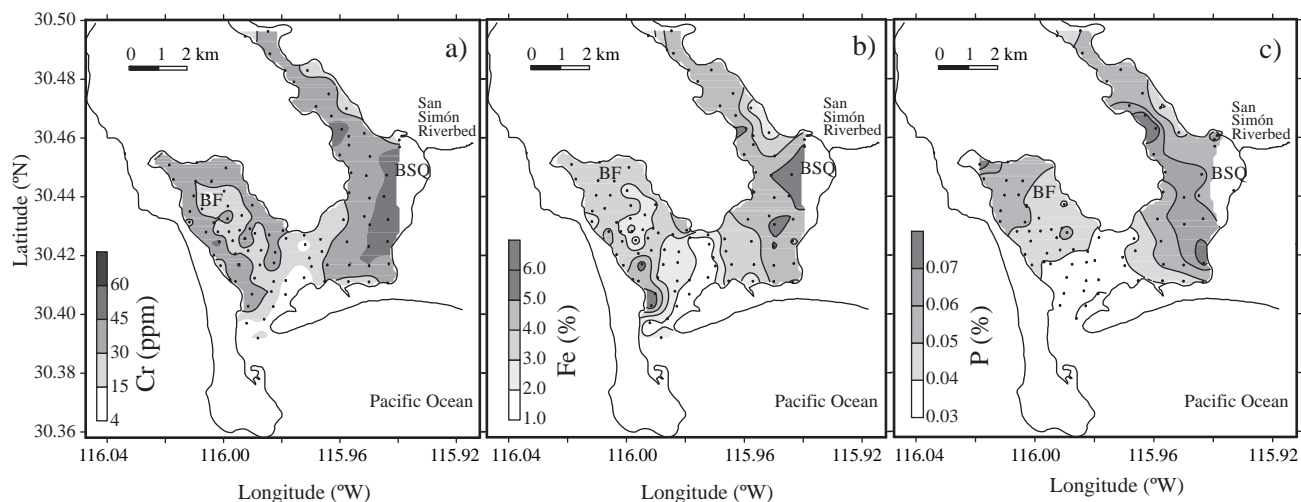 30.50
30.48
30.46
30.44
30.42
30.40
30.38
30.36
Latitude (ºN)
a)
0 1 2 km
San
Simón
Riverbed
BSQ
BF
60
45
30
15
4
Cr (ppm)
Pacific Ocean
116.04 116.00 115.96 115.92
Longitude (ºW)
b)
0 1 2 km
San
Simón
Riverbed
BSQ
BF
6.0
5.0
4.0
3.0
2.0
1.0
Fe (%)
Pacific Ocean
116.04 116.00 115.96 115.92
Longitude (ºW)
c)
0 1 2 km
San
Simón
Riverbed
BSQ
BF
0.07
0.06
0.05
0.04
0.03
P (%)
Pacific Ocean
116.04 116.00 115.96 115.92
Longitude (ºW)